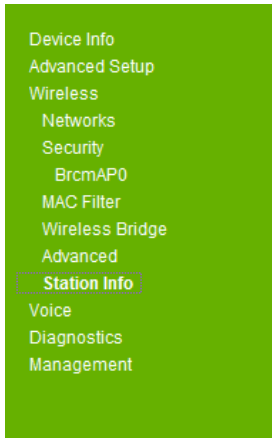 Device Info
Advanced Setup
Wireless
Networks
Security
BrcmAP0
MAC Filter
Wireless Bridge
Advanced
Station Info
Voice
Diagnostics
Management